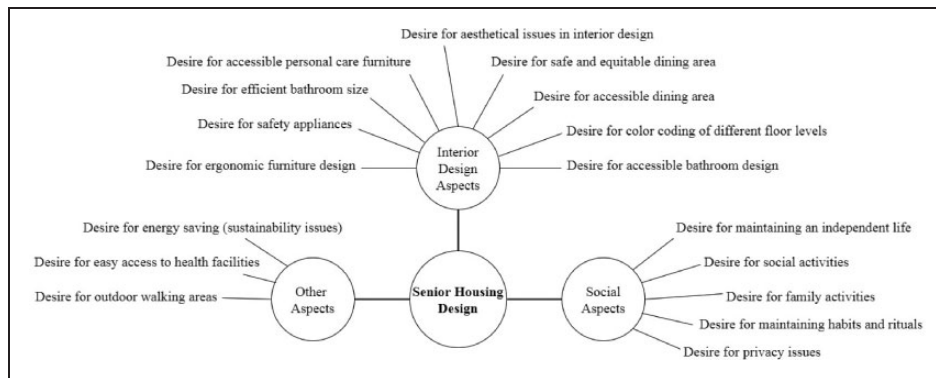 Desire for aesthetical issues in interior design
Desire for accessible personal care furniture
Desire for safe and equitable dining area
Desire for efficient bathroom size
Desire for accessible dining area
Desire for safety appliances
Desire for color coding of different floor levels
Desire for ergonomic furniture design
Interior
Design
Aspects
Desire for accessible bathroom design
Desire for energy saving (sustainability issues)
Desire for easy access to health facilities
Desire for outdoor walking areas
Other
Aspects
Senior Housing
Design
Social
Aspects
Desire for maintaining an independent life
Desire for social activities
Desire for family activities
Desire for maintaining habits and rituals
Desire for privacy issues